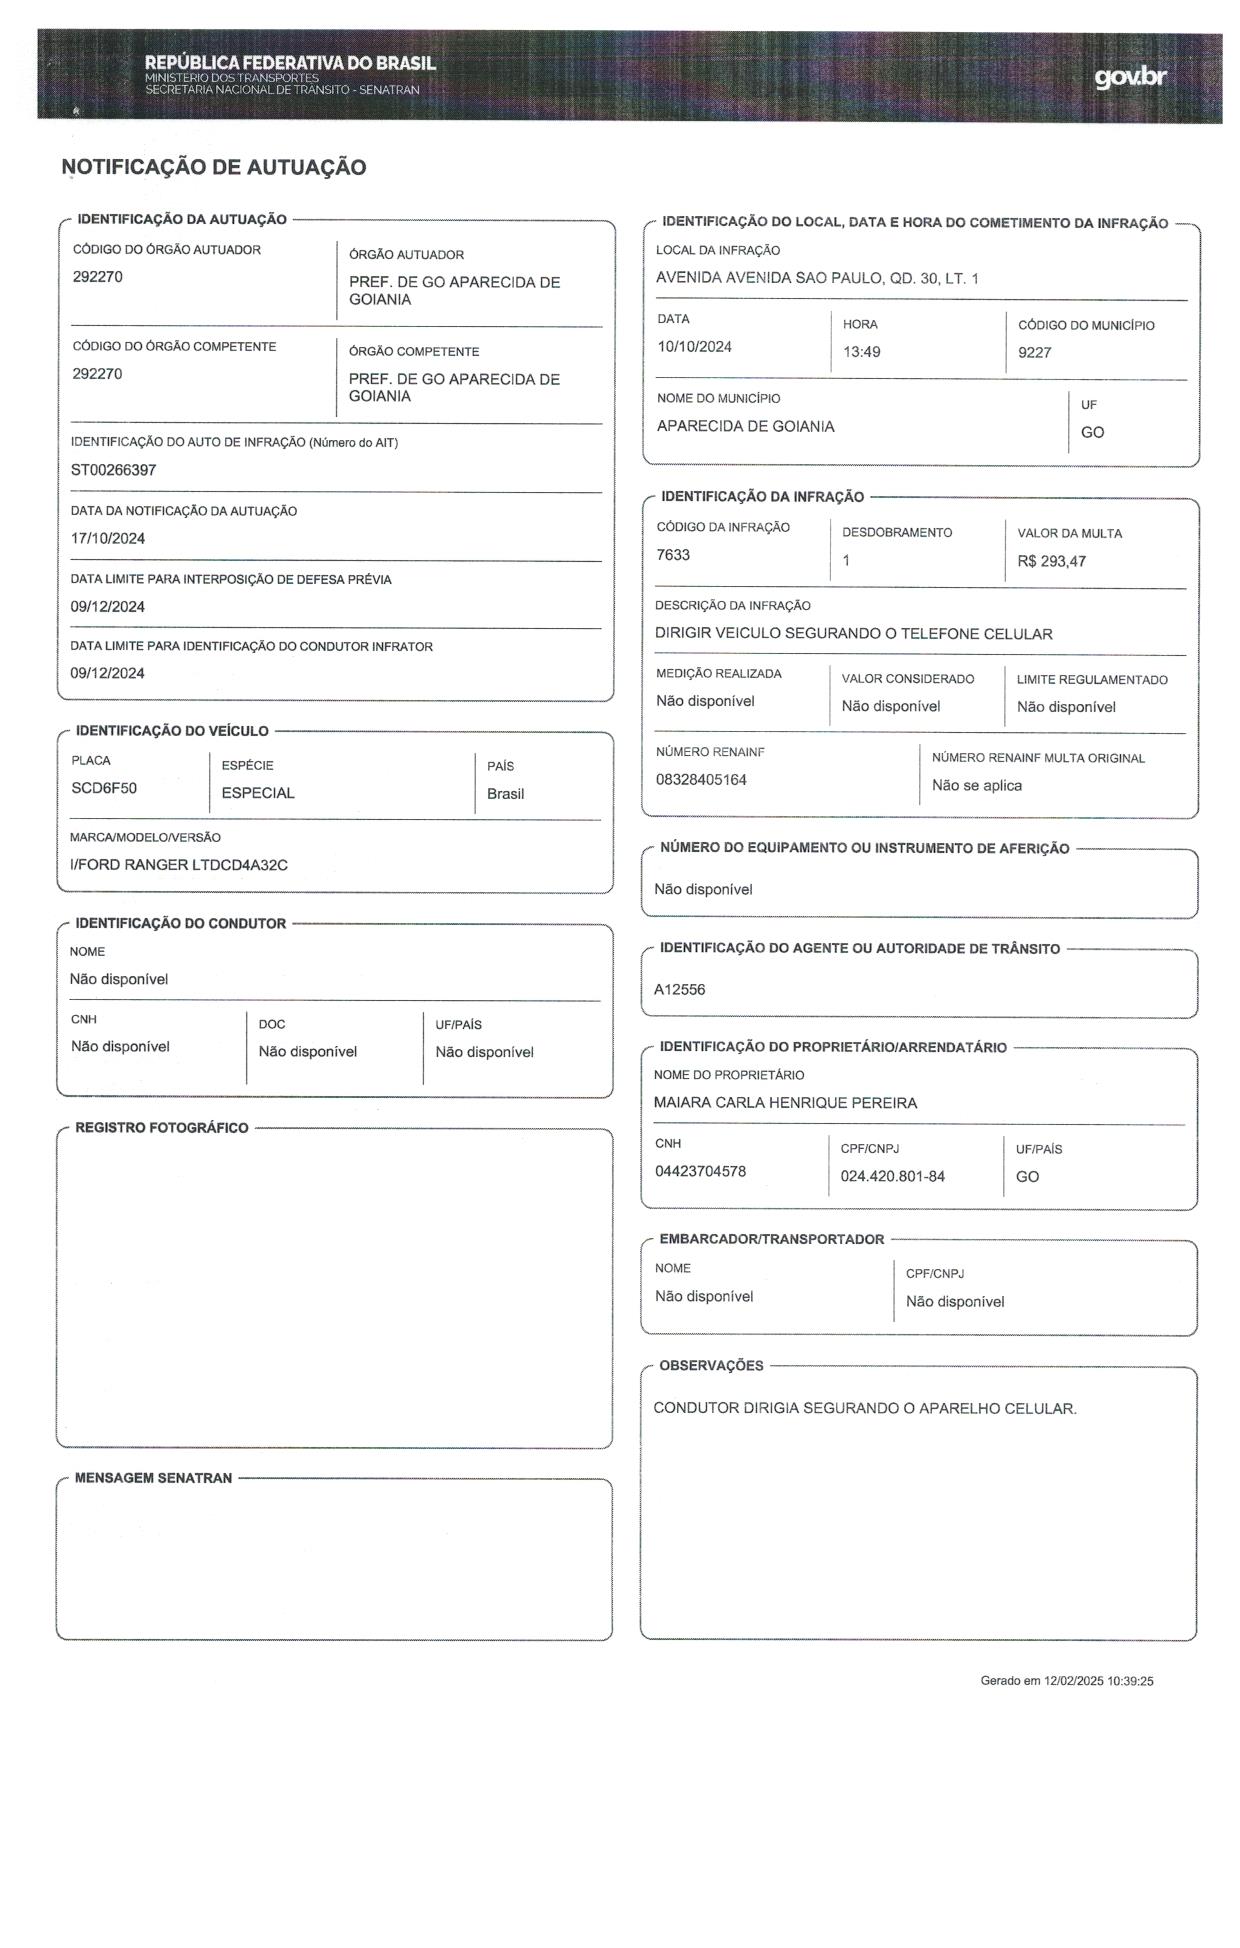 REPÚBLICA FEDERATIVA DO BRASIL
MINISTÉRIO DOS TRANSPORTES
SECRETARIA NACIONAL DE TRÂNSITO - SENATRAN
gov.br
NOTIFICAÇÃO DE AUTUAÇÃO
IDENTIFICAÇÃO DA AUTUAÇÃO
CÓDIGO DO ÓRGÃO AUTUADOR
292270
ÓRGÃO AUTUADOR
PREF. DE GO APARECIDA DE
GOIANIA
CÓDIGO DO ÓRGÃO COMPETENTE
292270
ÓRGÃO COMPETENTE
PREF. DE GO APARECIDA DE
GOIANIA
IDENTIFICAÇÃO DO AUTO DE INFRAÇÃO (Número do AIT)
ST00266397
DATA DA NOTIFICAÇÃO DA AUTUAÇÃO
17/10/2024
DATA LIMITE PARA INTERPOSIÇÃO DE DEFESA PRÉVIA
09/12/2024
DATA LIMITE PARA IDENTIFICAÇÃO DO CONDUTOR INFRATOR
09/12/2024
IDENTIFICAÇÃO DO VEÍCULO
PLACA
SCD6F50
ESPÉCIE
ESPECIAL
PAÍS
Brasil
MARCA/MODELO/VERSÃO
I/FORD RANGER LTDCD4A32C
IDENTIFICAÇÃO DO CONDUTOR
NOME
Não disponível
CNH
Não disponível
DOC
Não disponível
UF/PAÍS
Não disponível
REGISTRO FOTOGRÁFICO
MENSAGEM SENATRAN
IDENTIFICAÇÃO DO LOCAL, DATA E HORA DO COMETIMENTO DA INFRAÇÃO
LOCAL DA INFRAÇÃO
AVENIDA AVENIDA SAO PAULO, QD. 30, LT. 1
DATA
10/10/2024
HORA
13:49
CÓDIGO DO MUNICÍPIO
9227
NOME DO MUNICÍPIO
APARECIDA DE GOIANIA
UF
GO
IDENTIFICAÇÃO DA INFRAÇÃO
CÓDIGO DA INFRAÇÃO
7633
DESDOBRAMENTO
1
VALOR DA MULTA
R$ 293,47
DESCRIÇÃO DA INFRAÇÃO
DIRIGIR VEICULO SEGURANDO O TELEFONE CELULAR
MEDIÇÃO REALIZADA
Não disponível
VALOR CONSIDERADO
Não disponível
LIMITE REGULAMENTADO
Não disponível
NÚMERO RENAINF
08328405164
NÚMERO RENAINF MULTA ORIGINAL
Não se aplica
NÚMERO DO EQUIPAMENTO OU INSTRUMENTO DE AFERIÇÃO
Não disponível
IDENTIFICAÇÃO DO AGENTE OU AUTORIDADE DE TRÂNSITO
A12556
IDENTIFICAÇÃO DO PROPRIETÁRIO/ARRENDATÁRIO
NOME DO PROPRIETÁRIO
MAIARA CARLA HENRIQUE PEREIRA
CNH
04423704578
CPF/CNPJ
024.420.801-84
UF/PAÍS
GO
EMBARCADOR/TRANSPORTADOR
NOME
Não disponível
CPF/CNPJ
Não disponível
OBSERVAÇÕES
CONDUTOR DIRIGIA SEGURANDO O APARELHO CELULAR.
Gerado em 12/02/2025 10:39:25